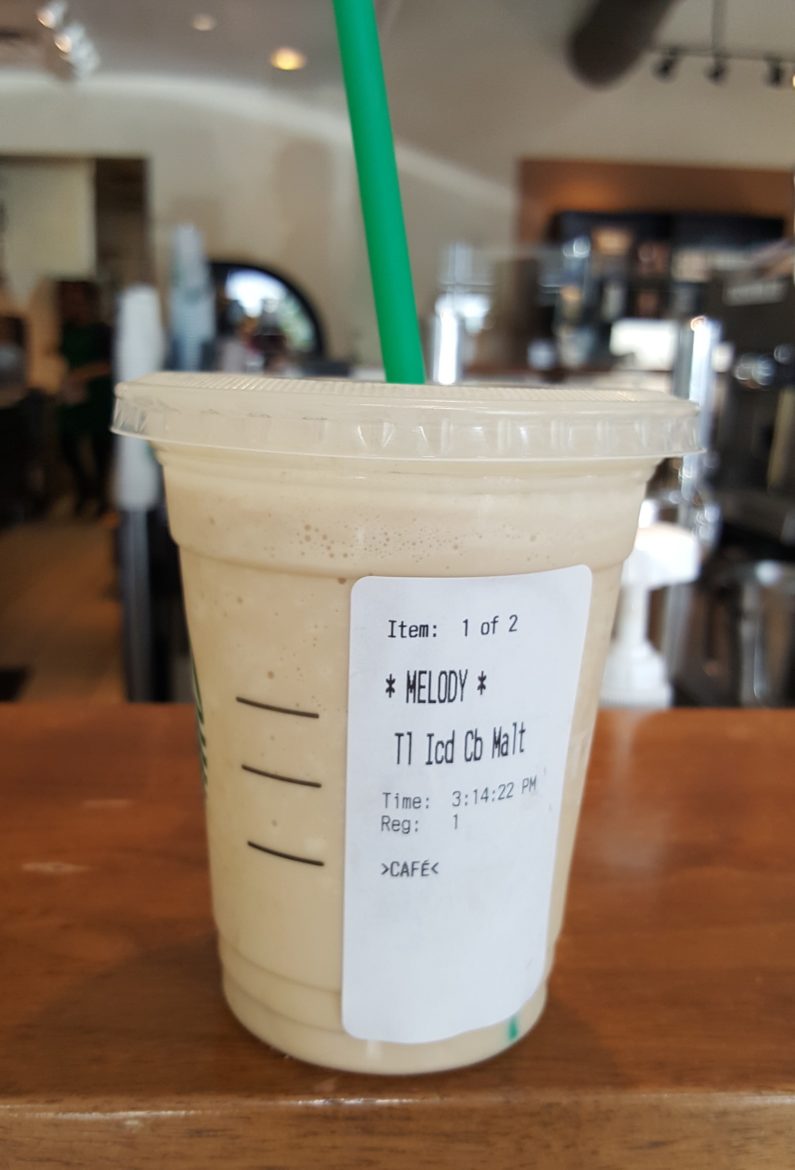 Item: 1 of 2
* MELODY *
Tl Icd Cb Malt
Time: 3:14:22 PM
Reg: 1
>CAFÉ<